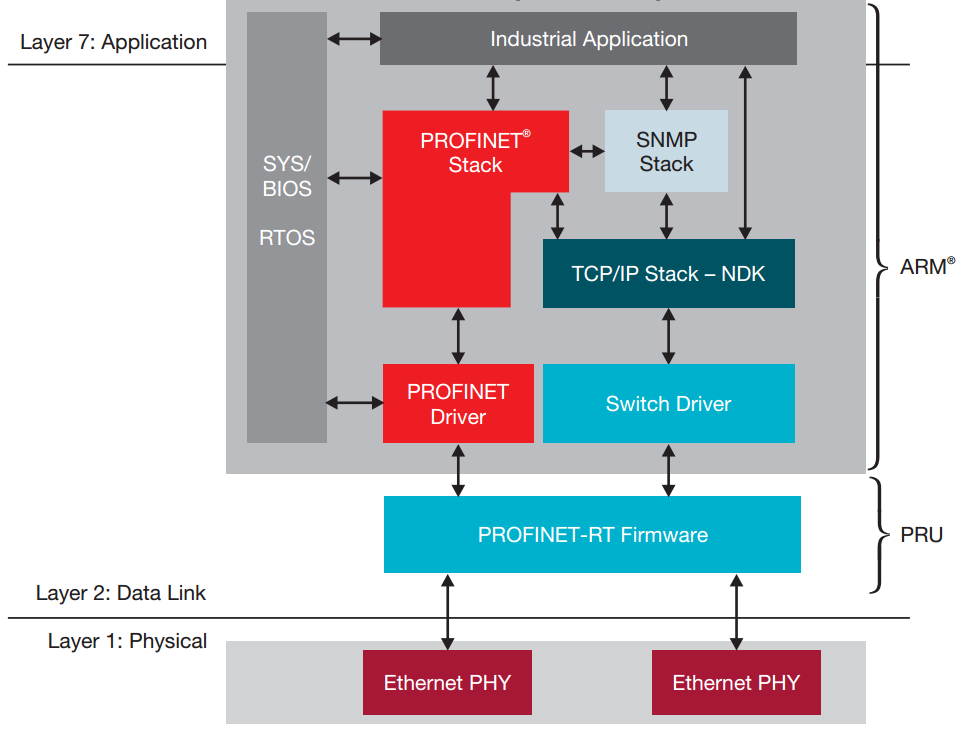 Layer 7: Application
Industrial Application
PROFINET®
Stack
SNMP
Stack
SYS/
BIOS
RTOS
TCP/IP Stack – NDK
ARM®
PROFINET
Driver
Switch Driver
PROFINET-RT Firmware
PRU
Layer 2: Data Link
Layer 1: Physical
Ethernet PHY
Ethernet PHY